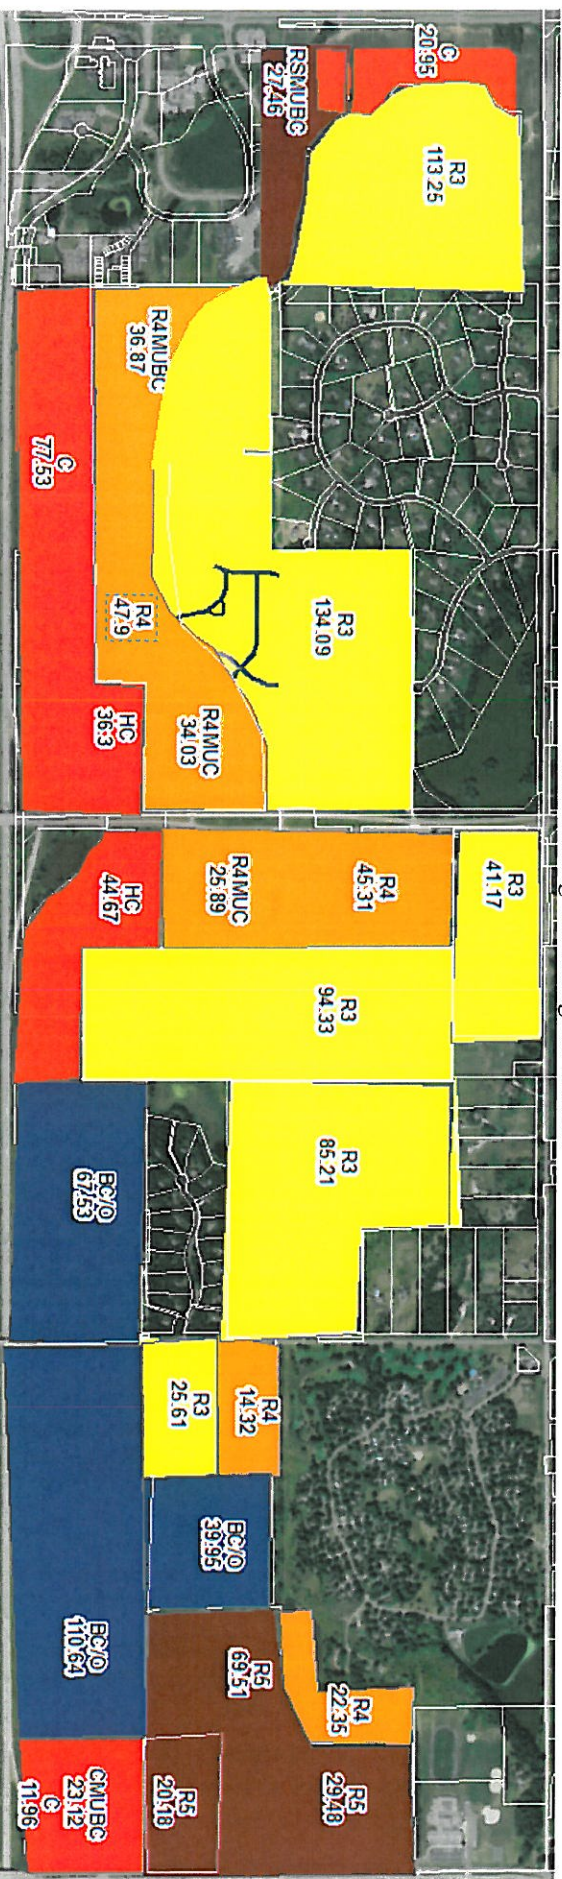 C
20.95
RSMUBC
27.46
R3
113.25
R4MUBC
36.87
C
77.53
R4
47.9
R3
134.09
HC
36.3
R4MUC
34.03
R3
41.17
R4
45.31
R4MUC
25.89
HC
44.67
R3
94.33
R3
85.21
BC/O
67.53
R4
14.32
R3
25.61
BC/O
39.95
BC/O
110.64
R5
69.51
R4
22.35
R5
29.48
R5
20.18
CMUBC
23.12
C
11.96